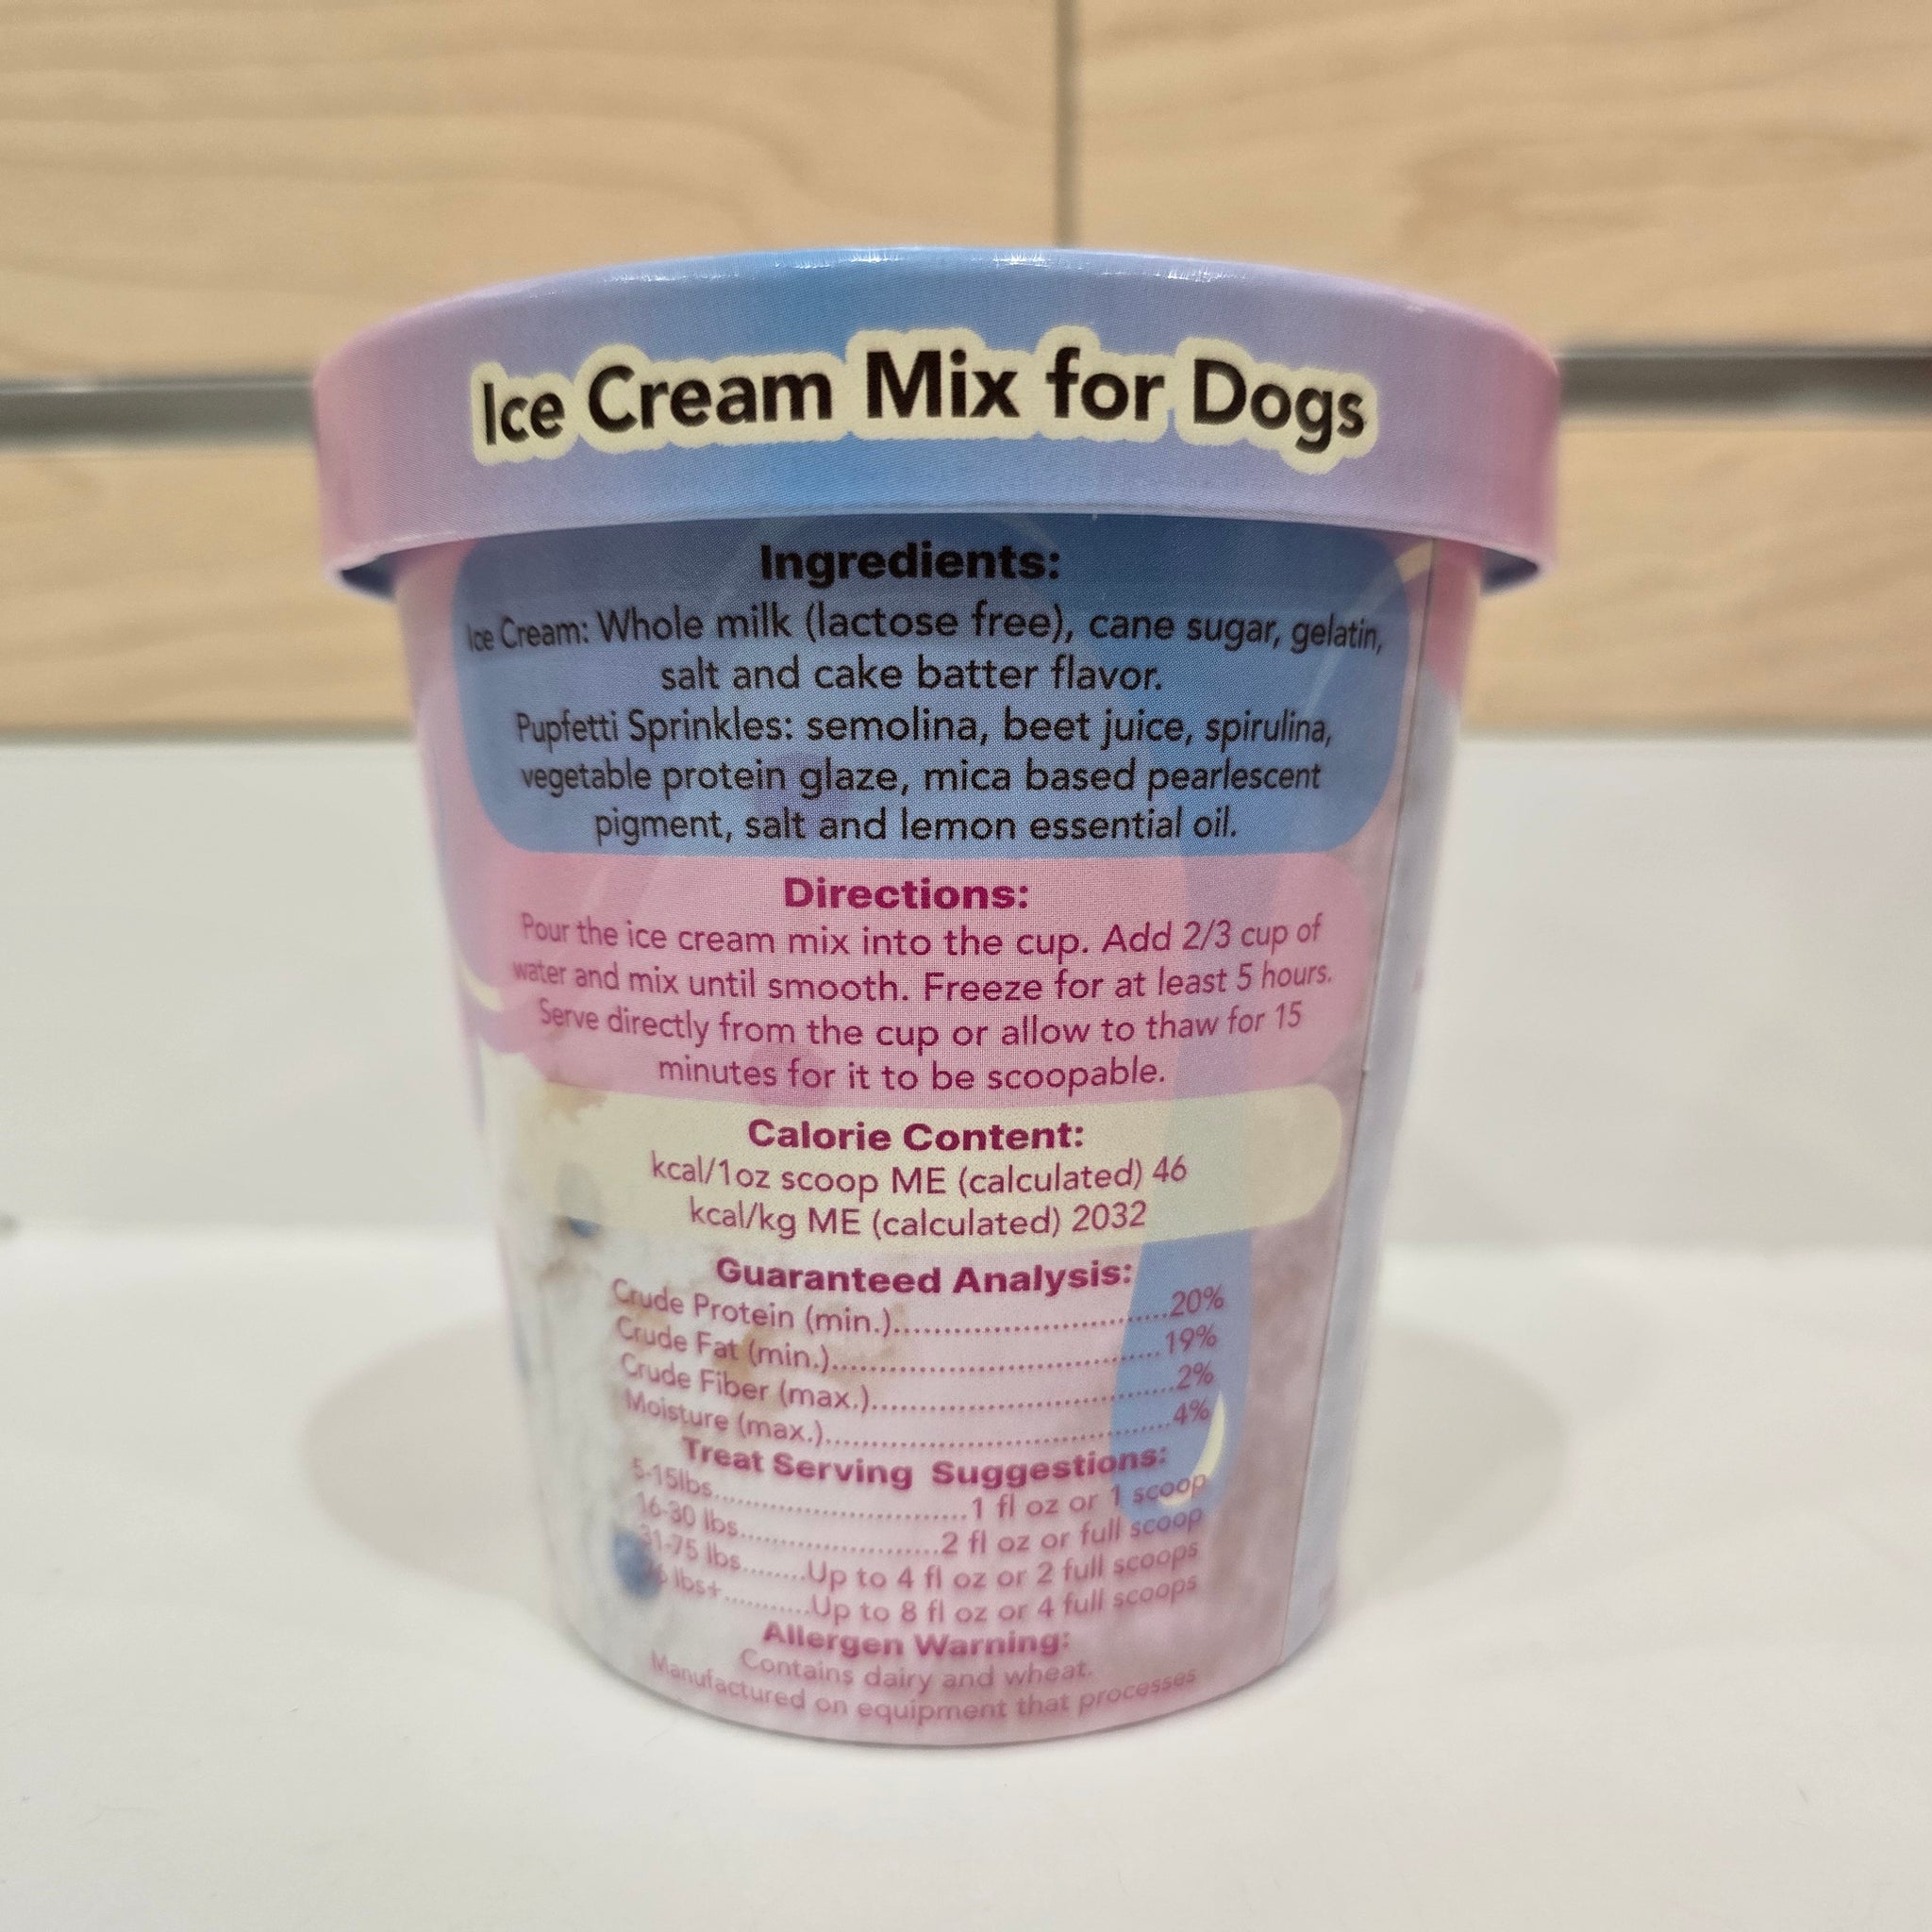 Ice Cream Mix for Dogs
Ingredients:
Ice Cream: Whole milk (lactose free), cane sugar, gelatin,
salt and cake batter flavor.
Pupfetti Sprinkles: semolina, beet juice, spirulina,
vegetable protein glaze, mica based pearlescent
pigment, salt and lemon essential oil.
Directions:
Pour the ice cream mix into the cup. Add 2/3 cup of
water and mix until smooth. Freeze for at least 5 hours.
Serve directly from the cup or allow to thaw for 15
minutes for it to be scoopable.
Calorie Content:
kcal/1oz scoop ME (calculated) 46
kcal/kg ME (calculated) 2032
Guaranteed Analysis:
Crude Protein (min.)..............................20%
Crude Fat (min.)..............................19%
Crude Fiber (max.)..............................2%
Moisture (max.)..............................4%
Treat Serving Suggestions:
5-15lbs..............................1 fl oz or 1 scoop
16-30 lbs.......................2 fl oz or full scoop
31-75 lbs........Up to 4 fl oz or 2 full scoops
lbs+...........Up to 8 fl oz or 4 full scoops
Allergen Warning:
Contains dairy and wheat.
Manufactured on equipment that processes